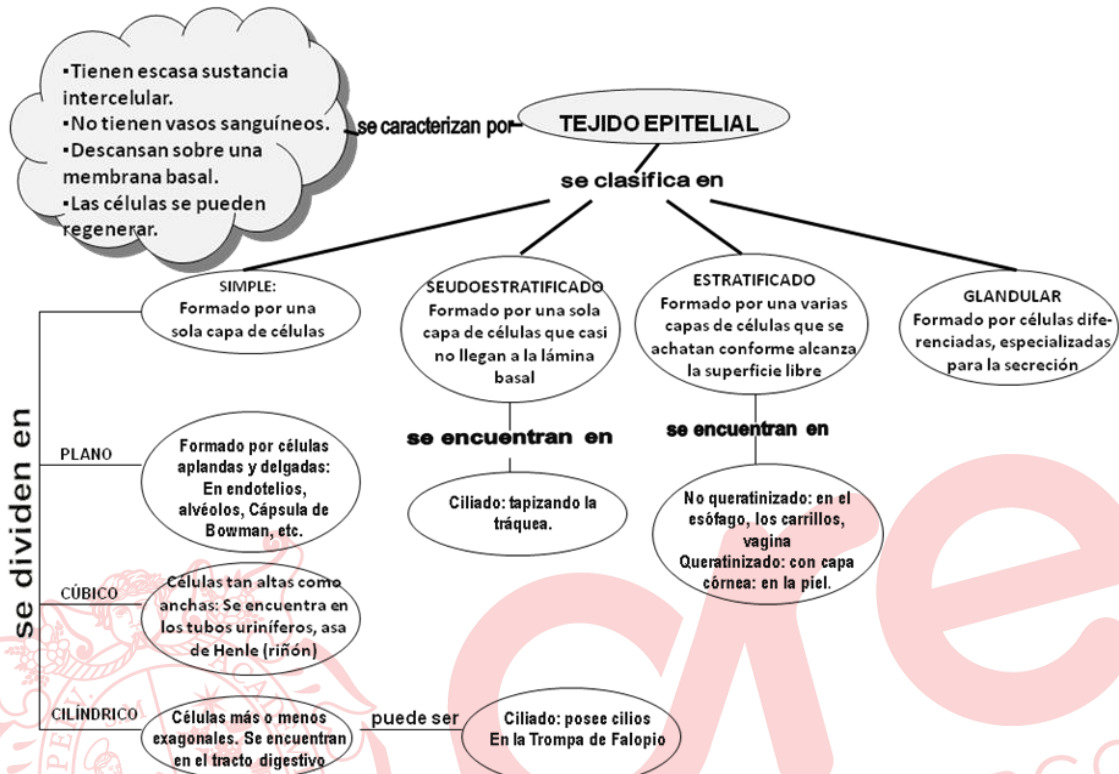 ▪Tienen escasa sustancia
intercelular.
▪No tienen vasos sanguíneos.
▪Descansan sobre una
membrana basal.
▪Las células se pueden
regenerar.
se caracterizan por
TEJIDO EPITELIAL
se clasifica en
SIMPLE:
Formado por una
sola capa de células
SEUDOESTRATIFICADO
Formado por una sola
capa de células que casi
no llegan a la lámina
basal
ESTRATIFICADO
Formado por una varias
capas de células que se
achatan conforme alcanza
la superficie libre
GLANDULAR
Formado por células dife-
renciadas, especializadas
para la secreción
se dividen en
PLANO
Formado por células
aplandas y delgadas:
En endotelios,
alvéolos, Cápsula de
Bowman, etc.
se encuentran en
Ciliado: tapizando la
tráquea.
se encuentran en
No queratinizado: en el
esófago, los carrillos,
vagina
Queratinizado: con capa
córnea: en la piel.
CÚBICO
Células tan altas como
anchas: Se encuentra en
los tubos uriníferos, asa
de Henle (riñón)
CILÍNDRICO
Células más o menos
exagonales. Se encuentran
en el tracto digestivo
puede ser
Ciliado: posee cilios
En la Trompa de Falopio
cre